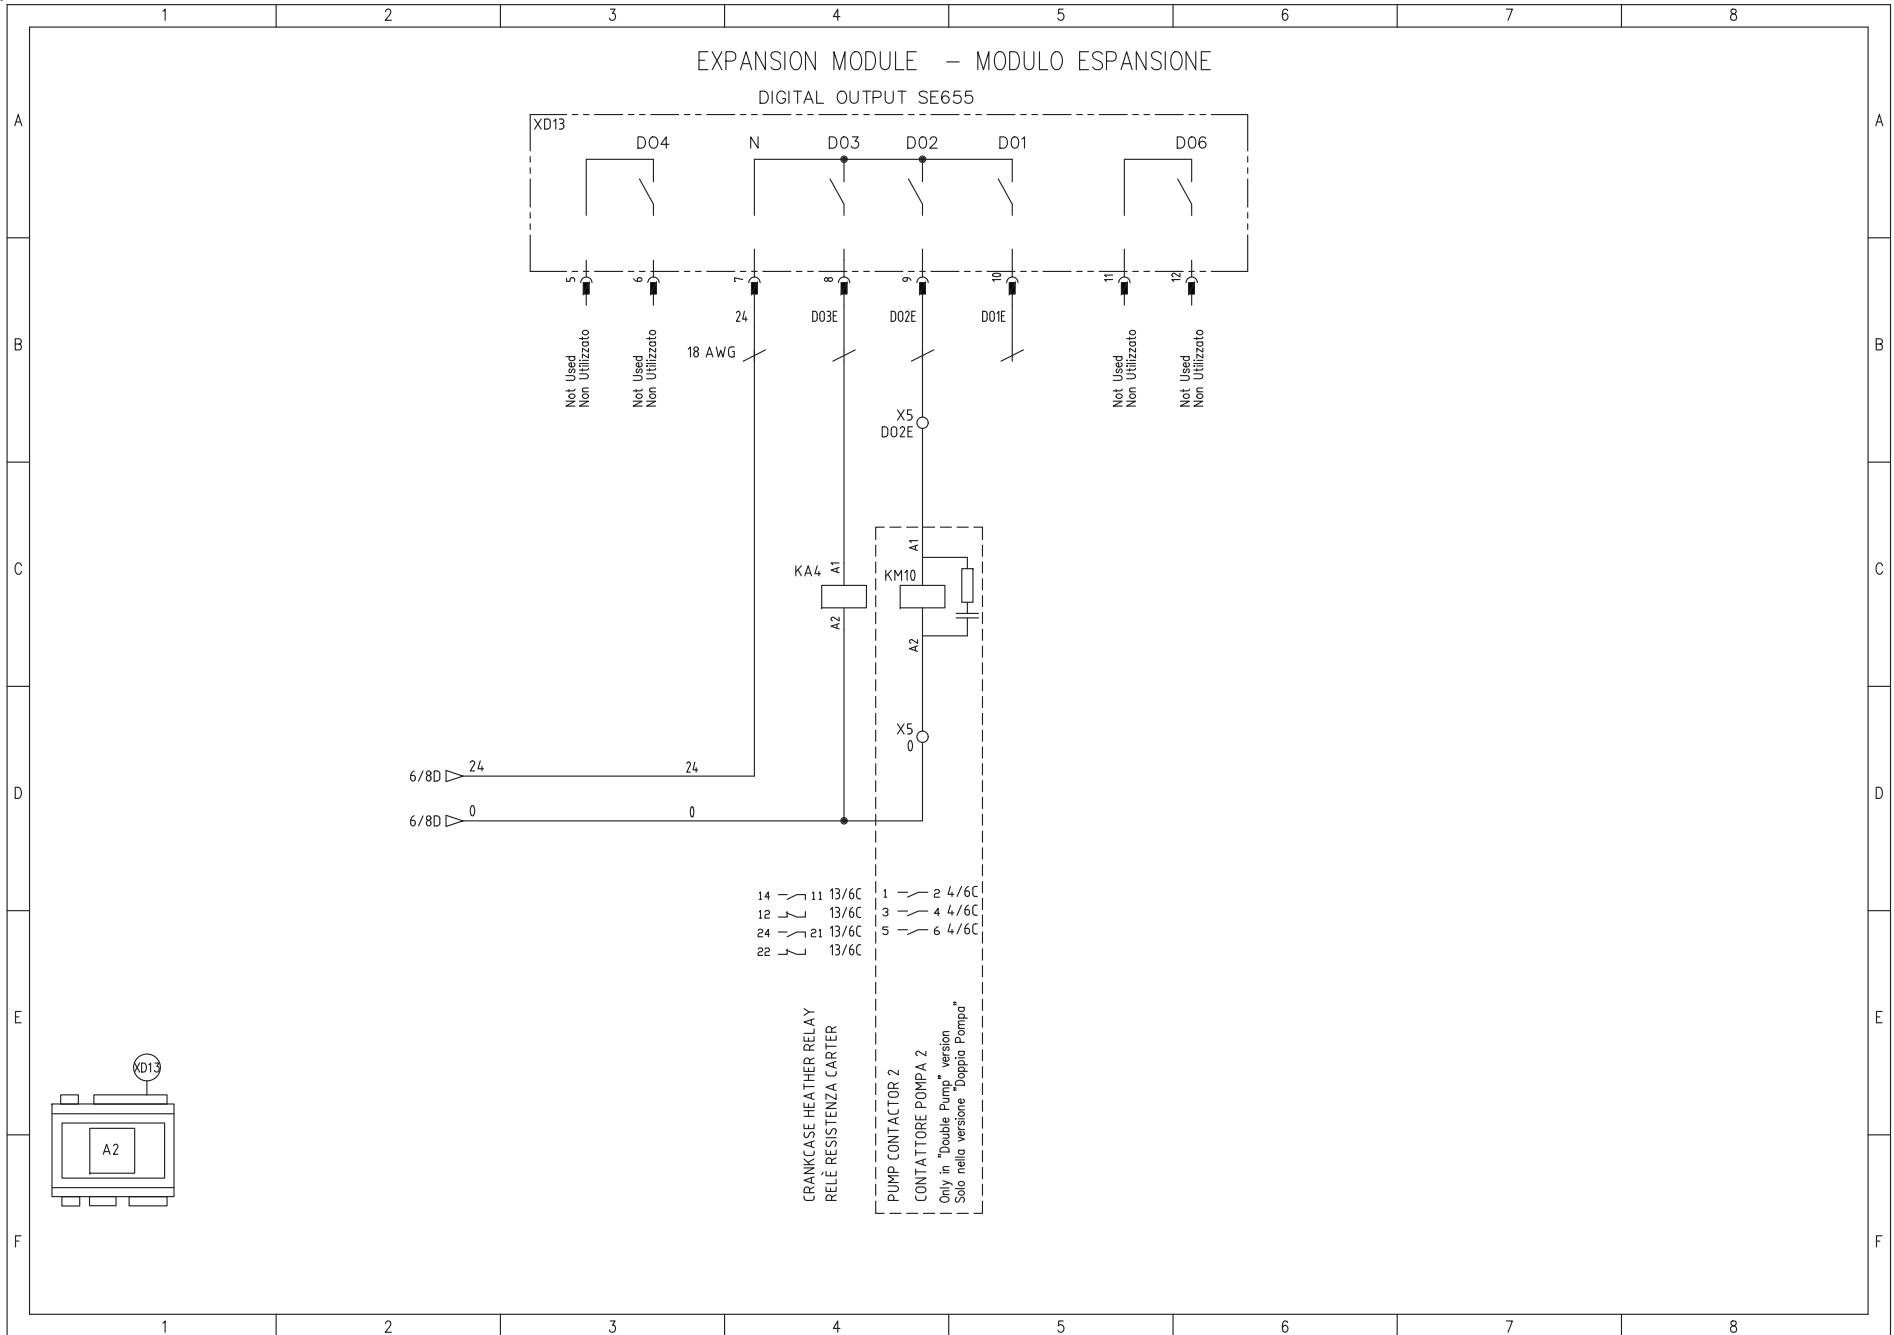 1 2 3 4 5 6 7 8
EXPANSION MODULE - MODULO ESPANSIONE
DIGITAL OUTPUT SE655
A A
XD13
DO4 N DO3 DO2 DO1 DO6
5 6 7 8 9 10 11 12
24 DO3E DO2E DO1E
B B
18 AWG
Not Used
Non Utilizzato
Not Used
Non Utilizzato
Not Used
Non Utilizzato
Not Used
Non Utilizzato
X5
DO2E
C C
A1
KA4 A1
KM10
A2
A2
X5
0
D D
6/8D 24 24
6/8D 0 0
14 11 13/6C
12 13/6C
24 21 13/6C
22 13/6C
1 2 4/6C
3 4 4/6C
5 6 4/6C
E E
CRANKCASE HEATHER RELAY
RELÈ RESISTENZA CARTER
PUMP CONTACTOR 2
CONTATTORE POMPA 2
Only in "Double Pump" version
Solo nella versione "Doppia Pompa"
XD13
A2
F F
1 2 3 4 5 6 7 8